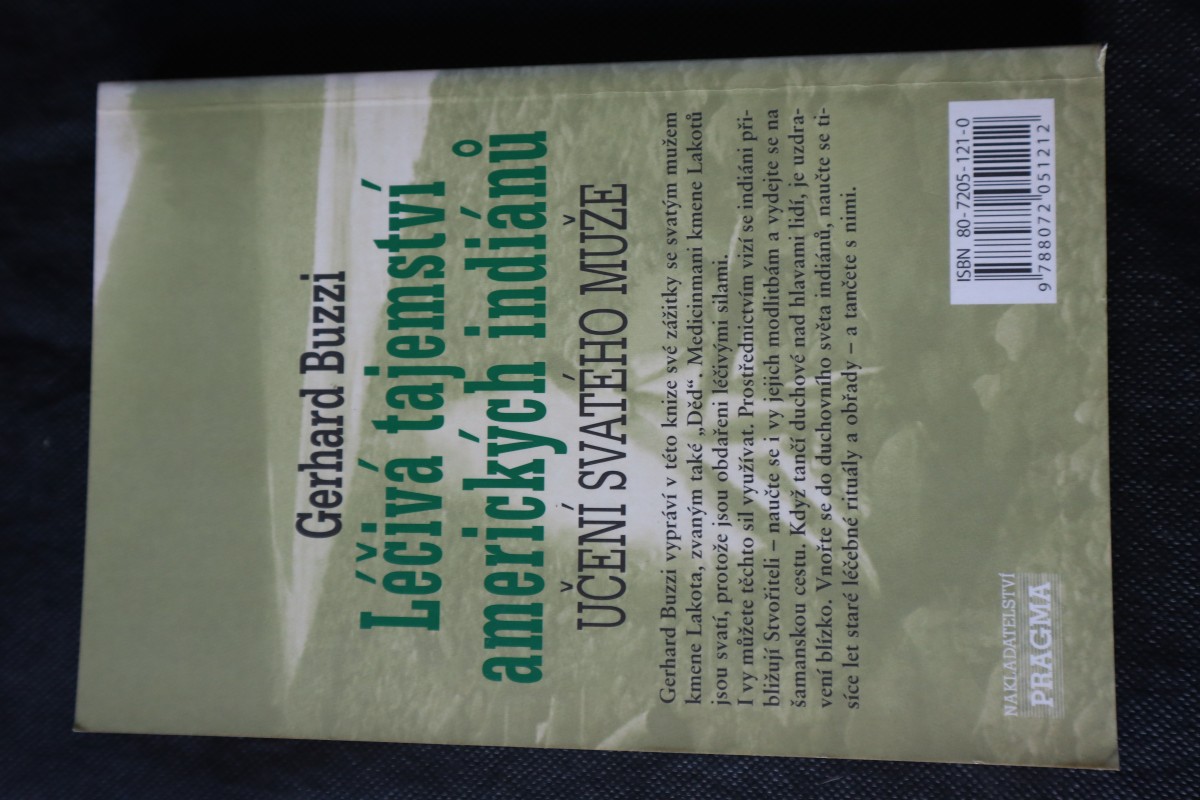 Gerhard Buzzi
Léčivá tajemství
amerických indiánů
UČENÍ SVATÉHO MUŽE
Gerhard Buzzi vypráví v této knize své zážitky se svatým mužem
kmene Lakota, zvaným také „Děd“. Medicinmani kmene Lakotů
jsou svatí, protože jsou obdařeni léčivými silami.
I vy můžete těchto sil využívat. Prostřednictvím vizí se indiáni při-
bližují Stvořiteli – naučte se i vy jejich modlitbám a vydejte se na
šamanskou cestu. Když tančí duchové nad hlavami lidí, je uzdra-
vení blízko. Vnořte se do duchovního světa indiánů, naučte se ti-
síce let staré léčebné rituály a obřady – a tančete s nimi.
NAKLADATELSTVÍ
PRAGMA
ISBN 80-7205-121-0
9 788072 051212